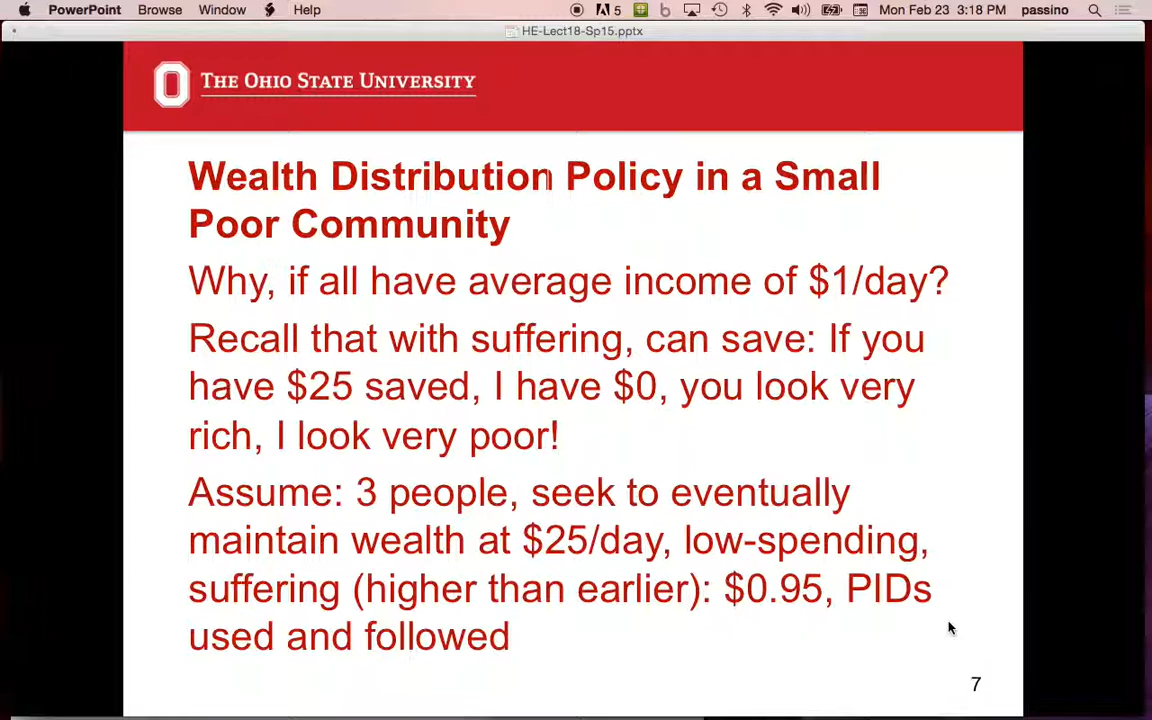 PowerPoint Browse Window Help 5 Mon Feb 23 3:18 PM passino
HE-Lect18-Sp15.pptx
THE OHIO STATE UNIVERSITY
Wealth Distribution Policy in a Small
Poor Community
Why, if all have average income of $1/day?
Recall that with suffering, can save: If you
have $25 saved, I have $0, you look very
rich, I look very poor!
Assume: 3 people, seek to eventually
maintain wealth at $25/day, low-spending,
suffering (higher than earlier): $0.95, PIDs
used and followed
7